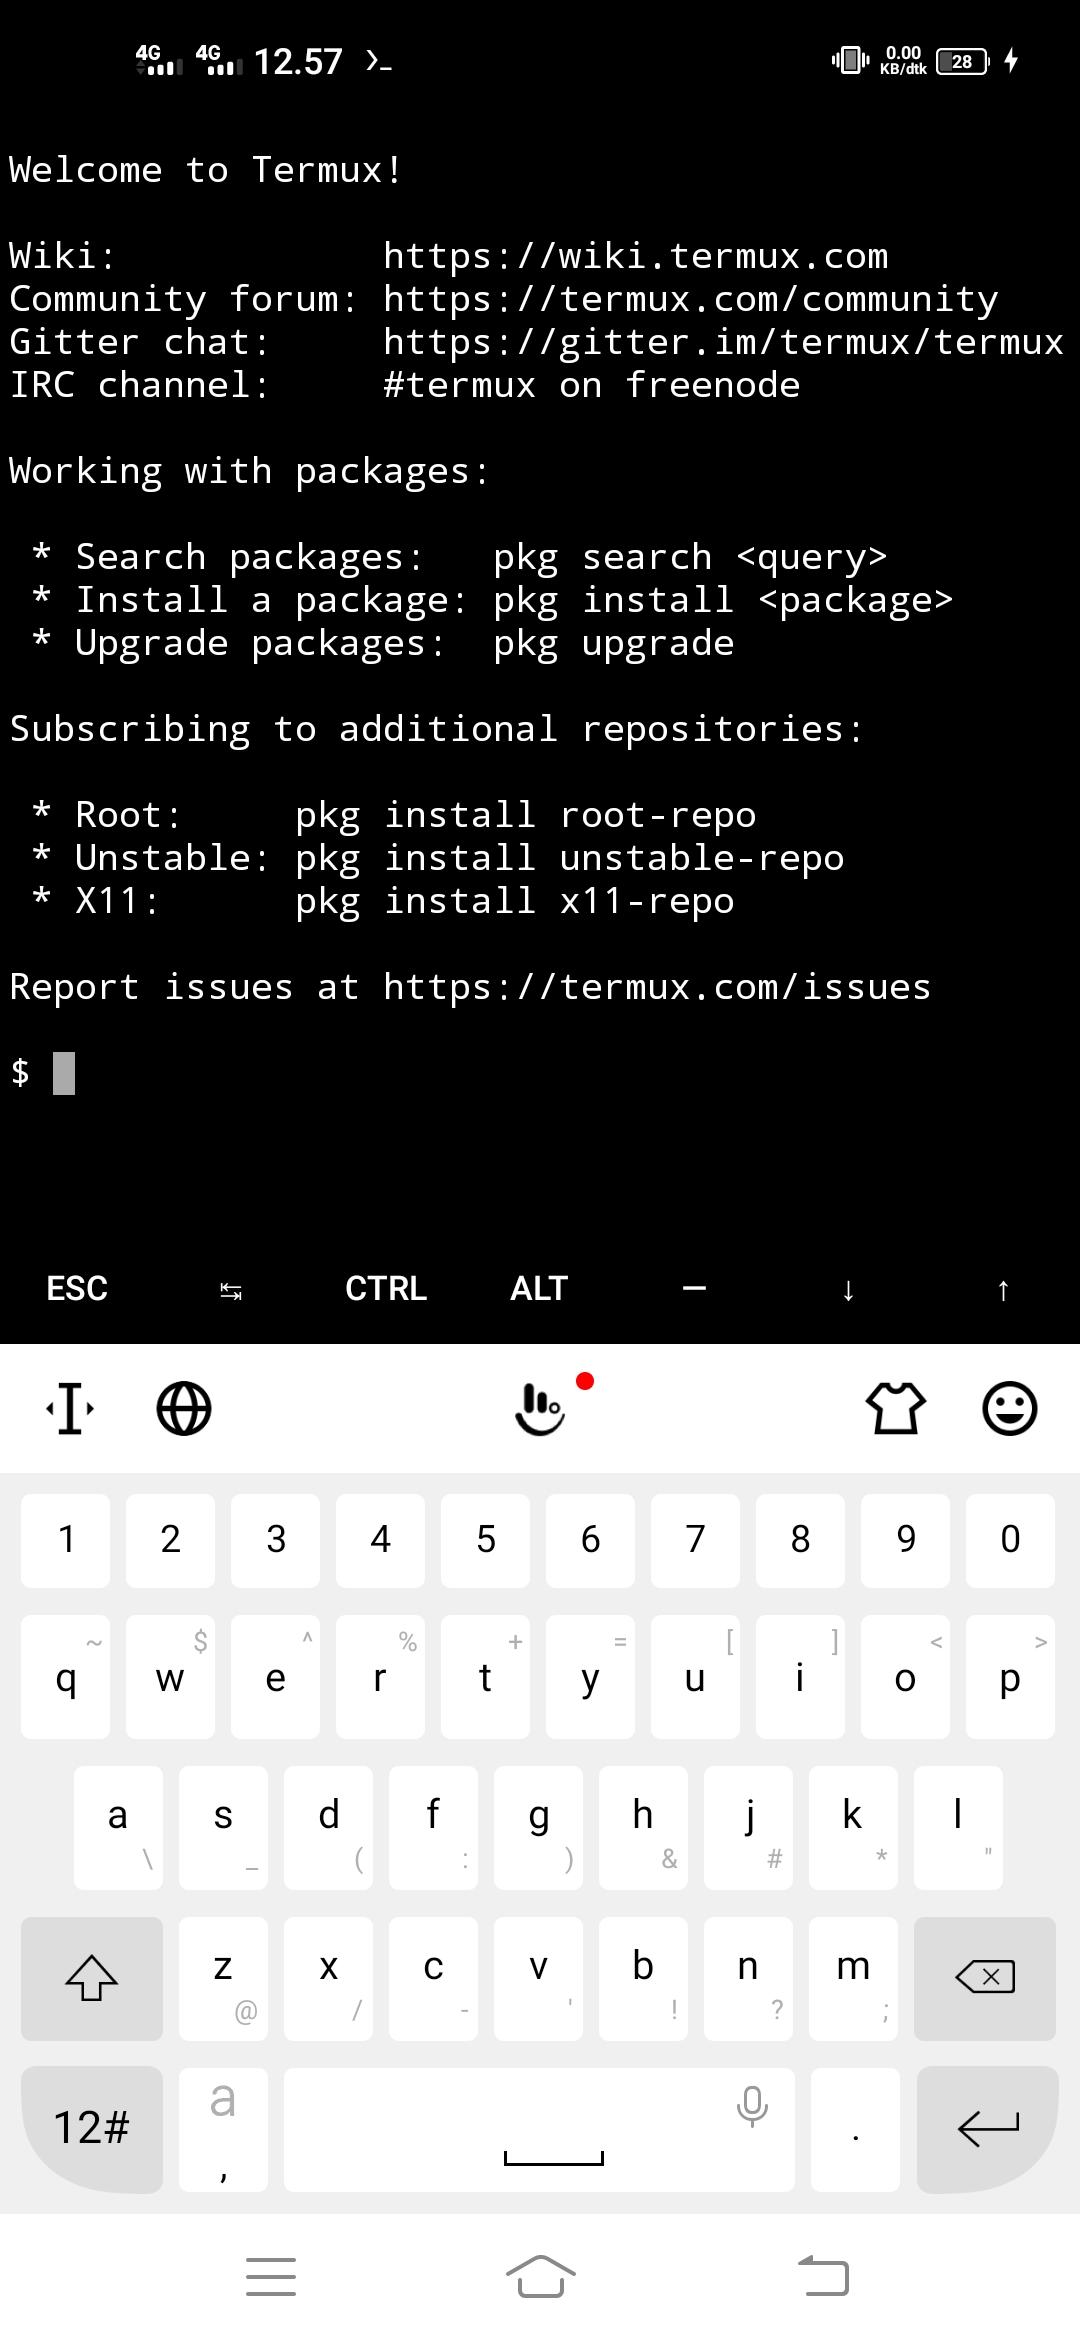 4G 4G 12.57 0.00 KB/dtk 28
Welcome to Termux!
Wiki: https://wiki.termux.com
Community forum: https://termux.com/community
Gitter chat: https://gitter.im/termux/termux
IRC channel: #termux on freenode
Working with packages:
* Search packages: pkg search <query>
* Install a package: pkg install <package>
* Upgrade packages: pkg upgrade
Subscribing to additional repositories:
* Root: pkg install root-repo
* Unstable: pkg install unstable-repo
* X11: pkg install x11-repo
Report issues at https://termux.com/issues
$
ESC ↹ CTRL ALT — ↓ ↑
1 2 3 4 5 6 7 8 9 0
~ $ ^ % + = [ ] < >
q w e r t y u i o p
a s d f g h j k l
\ _ ( : ) & # * "
z x c v b n m
@ / - ' ! ? ;
12# a , .